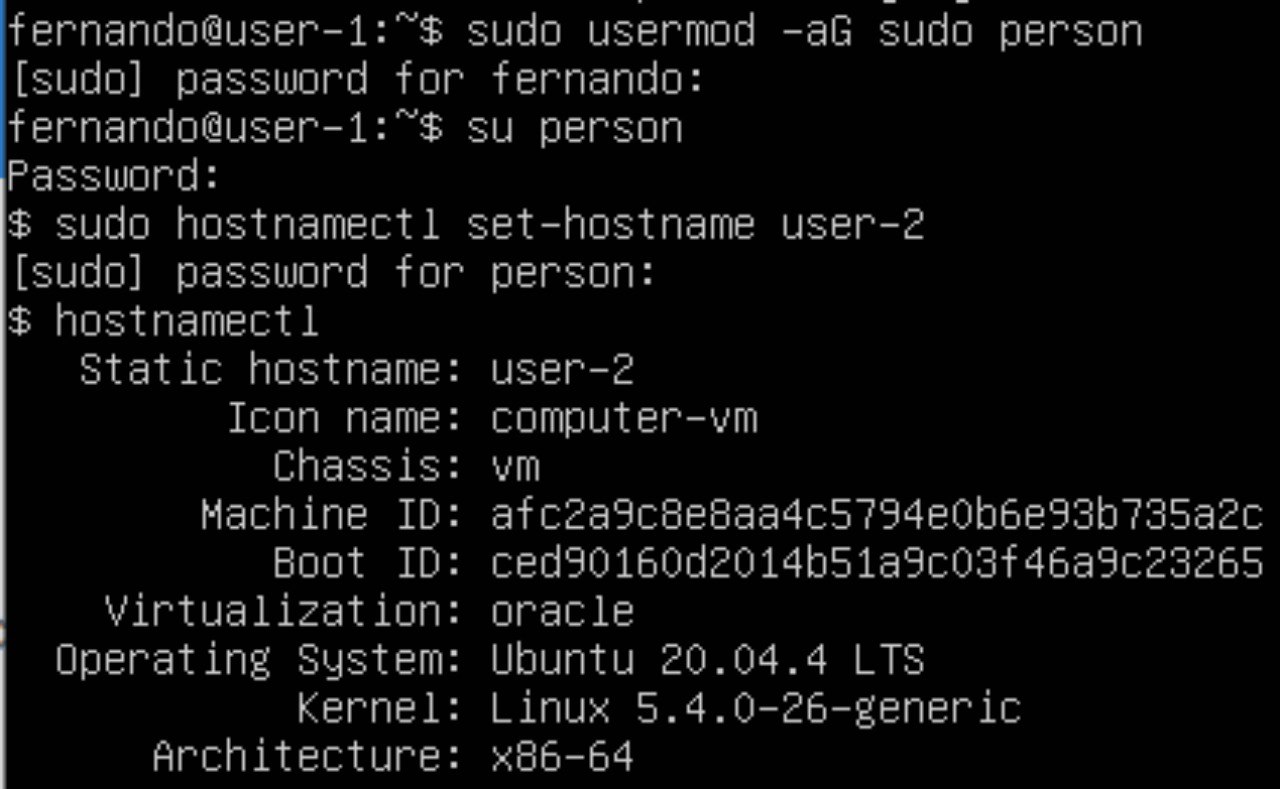 fernando@user-1:~$ sudo usermod -aG sudo person
[sudo] password for fernando:
fernando@user-1:~$ su person
Password:
$ sudo hostnamectl set-hostname user-2
[sudo] password for person:
$ hostnamectl
Static hostname: user-2
Icon name: computer-vm
Chassis: vm
Machine ID: afc2a9c8e8aa4c5794e0b6e93b735a2c
Boot ID: ced90160d2014b51a9c03f46a9c23265
Virtualization: oracle
Operating System: Ubuntu 20.04.4 LTS
Kernel: Linux 5.4.0-26-generic
Architecture: x86-64